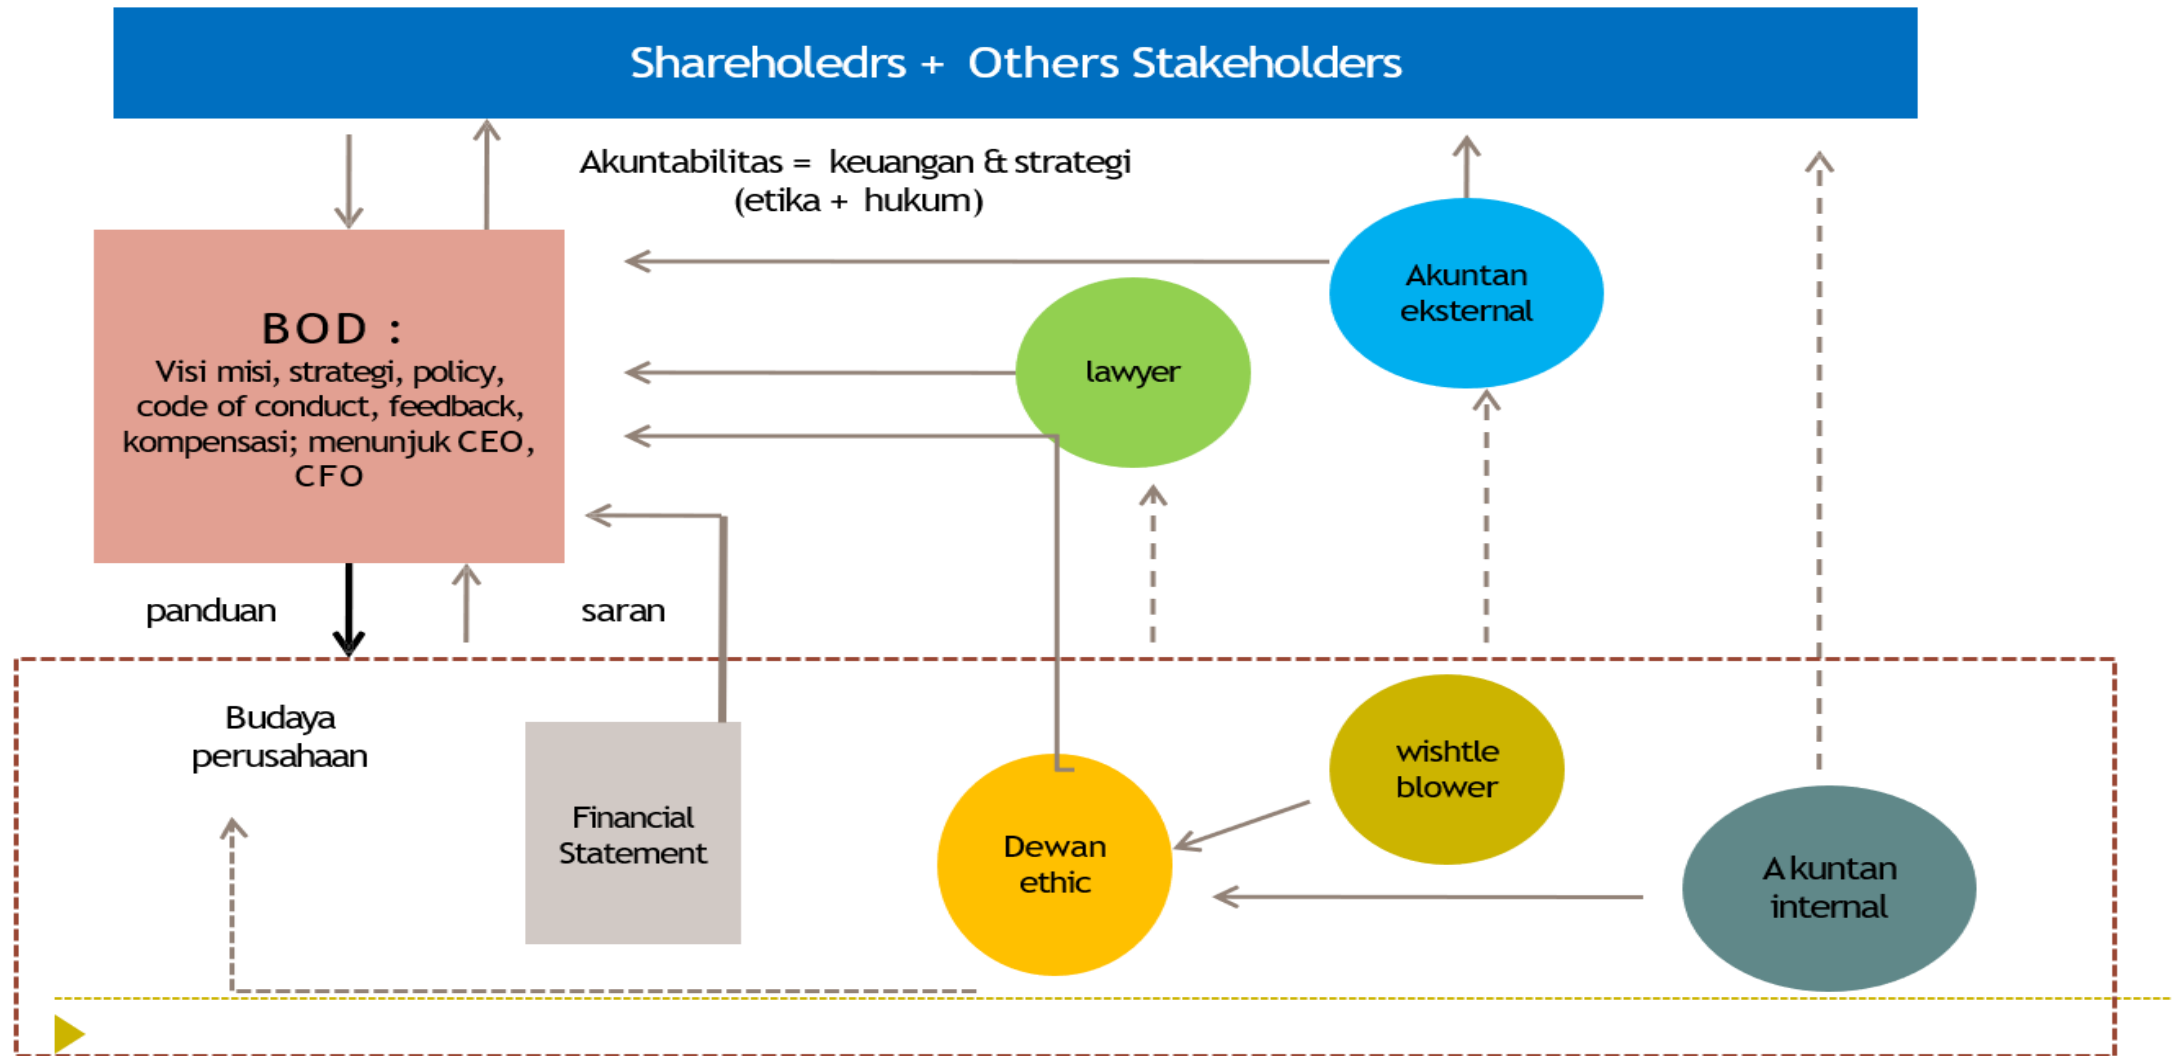 Shareholedrs + Others Stakeholders
Akuntabilitas = keuangan & strategi
(etika + hukum)
Akuntan
eksternal
BOD :
Visi misi, strategi, policy,
code of conduct, feedback,
kompensasi; menunjuk CEO,
CFO
lawyer
panduan
saran
Budaya
perusahaan
Financial
Statement
Dewan
ethic
wishtle
blower
Akuntan
internal